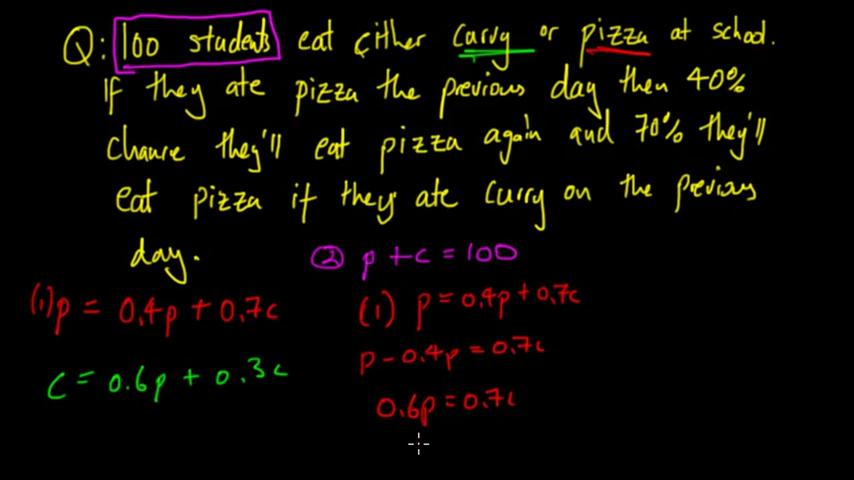 Q: 100 students eat either curry or pizza at school.
If they ate pizza the previous day then 40%
chance they'll eat pizza again and 70% they'll
eat pizza if they ate curry on the previous
day.
② p + c = 100
(1) p = 0.4p + 0.7c
(1) p = 0.4p + 0.7c
p - 0.4p = 0.7c
c = 0.6p + 0.3c
0.6p = 0.7c